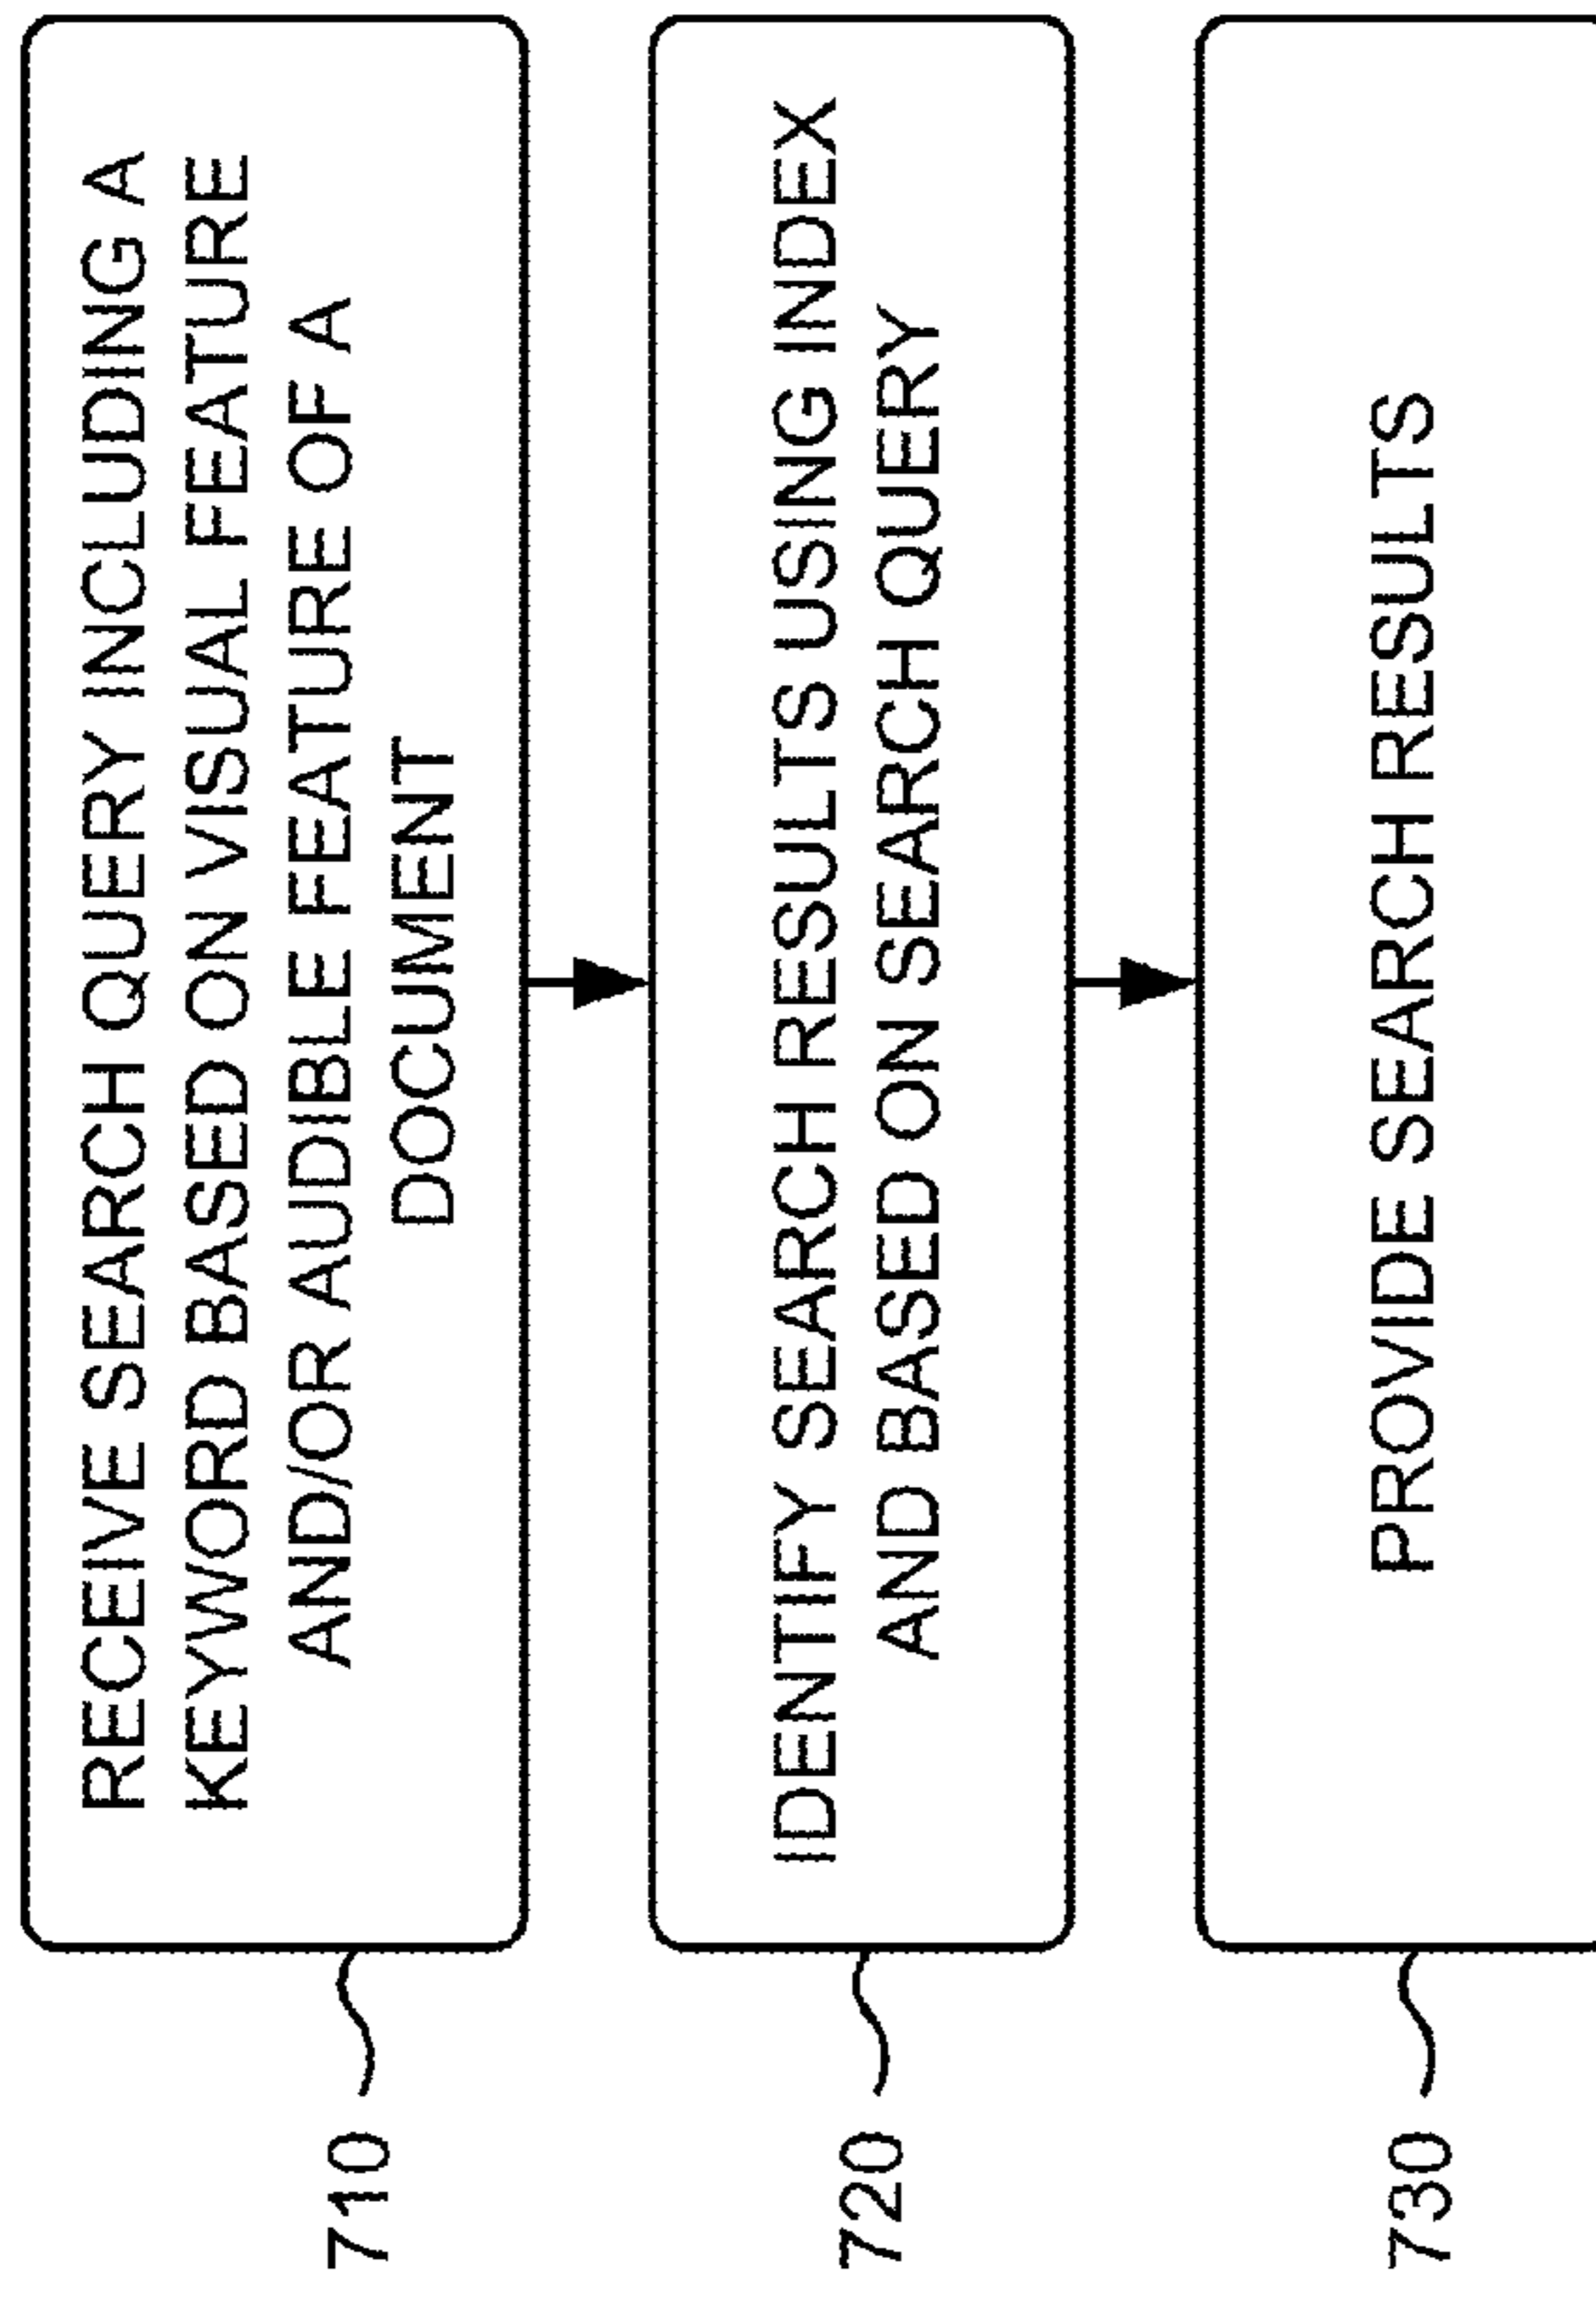 RECEIVE SEARCH QUERY INCLUDING A
KEYWORD BASED ON VISUAL FEATURE
AND/OR AUDIBLE FEATURE OF A
DOCUMENT
710
IDENTIFY SEARCH RESULTS USING INDEX
AND BASED ON SEARCH QUERY
720
PROVIDE SEARCH RESULTS
730